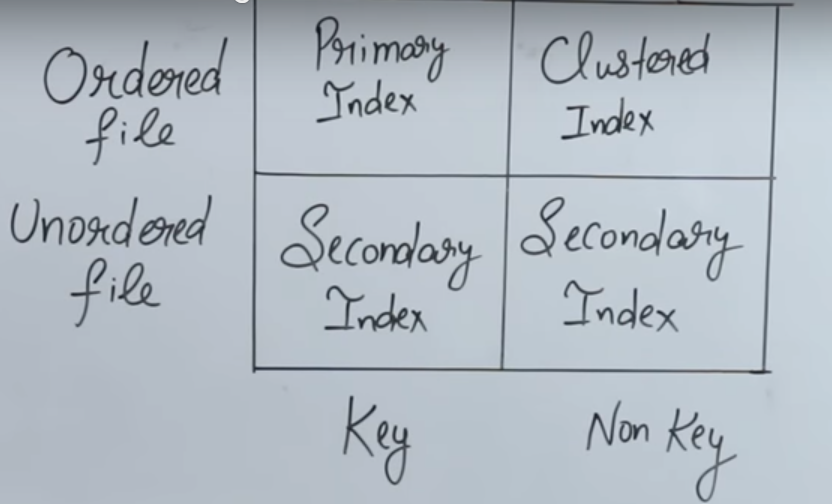 Ordered
file
Primary
Index
Clustered
Index
Unordered
file
Secondary
Index
Secondary
Index
Key
Non Key